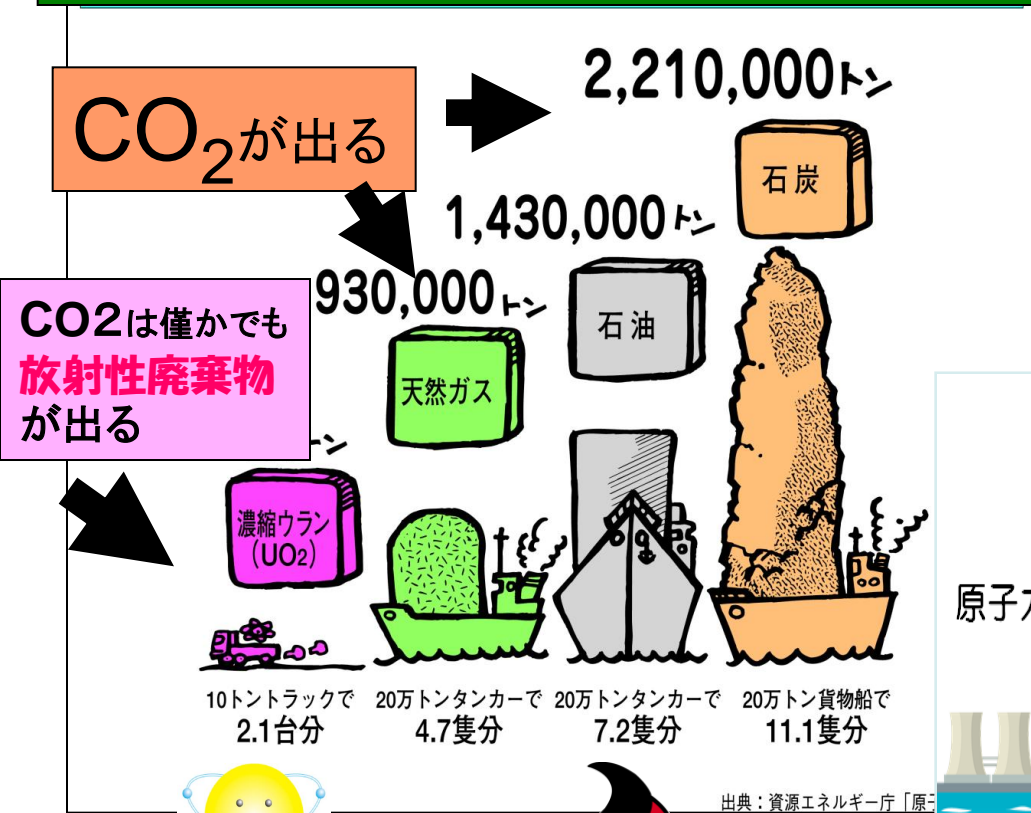 CO2が出る
2,210,000トン
石炭
1,430,000トン
石油
930,000トン
天然ガス
CO2は僅かでも
放射性廃棄物
が出る
トン
濃縮ウラン
(UO2)
10トントラックで
2.1台分
20万トンタンカーで
4.7隻分
20万トンタンカーで
7.2隻分
20万トン貨物船で
11.1隻分
原子
出典：資源エネルギー庁「原子